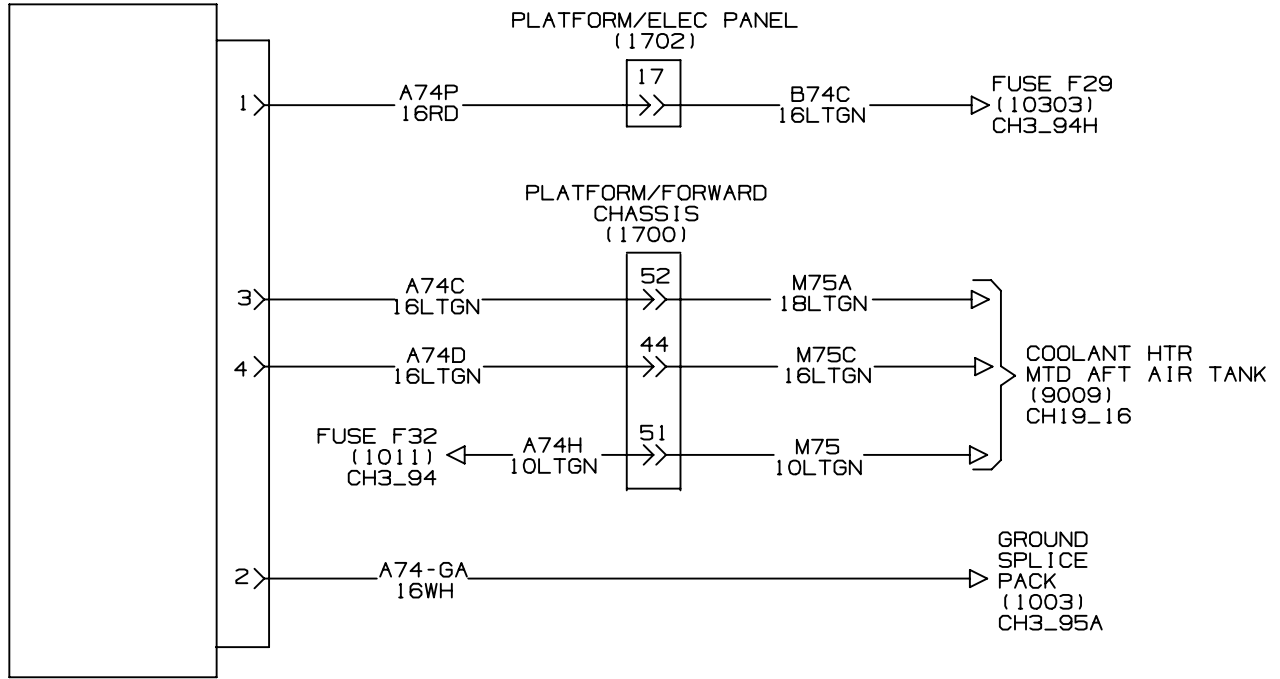 PLATFORM/ELEC PANEL
(1702)
17
1
A74P
16RD
B74C
16LTGN
FUSE F29
(10303)
CH3_94H
PLATFORM/FORWARD
CHASSIS
(1700)
52
3
A74C
16LTGN
M75A
18LTGN
44
4
A74D
16LTGN
M75C
16LTGN
COOLANT HTR
MTD AFT AIR TANK
(9009)
CH19_16
51
FUSE F32
(1011)
CH3_94
A74H
10LTGN
M75
10LTGN
2
A74-GA
16WH
GROUND
SPLICE
PACK
(1003)
CH3_95A